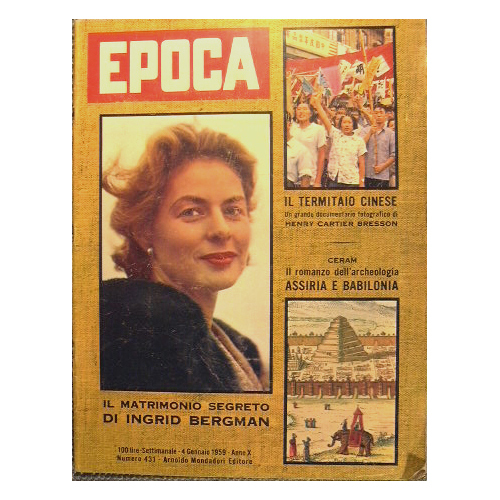 EPOCA
IL TERMITAIO CINESE
Un grande documentario fotografico di
HENRY CARTIER BRESSON
CERAM
Il romanzo dell'archeologia
ASSIRIA E BABILONIA
IL MATRIMONIO SEGRETO
DI INGRID BERGMAN
100 lire - Settimanale - 4 Gennaio 1959 - Anno X
Numero 431 - Arnoldo Mondadori Editore